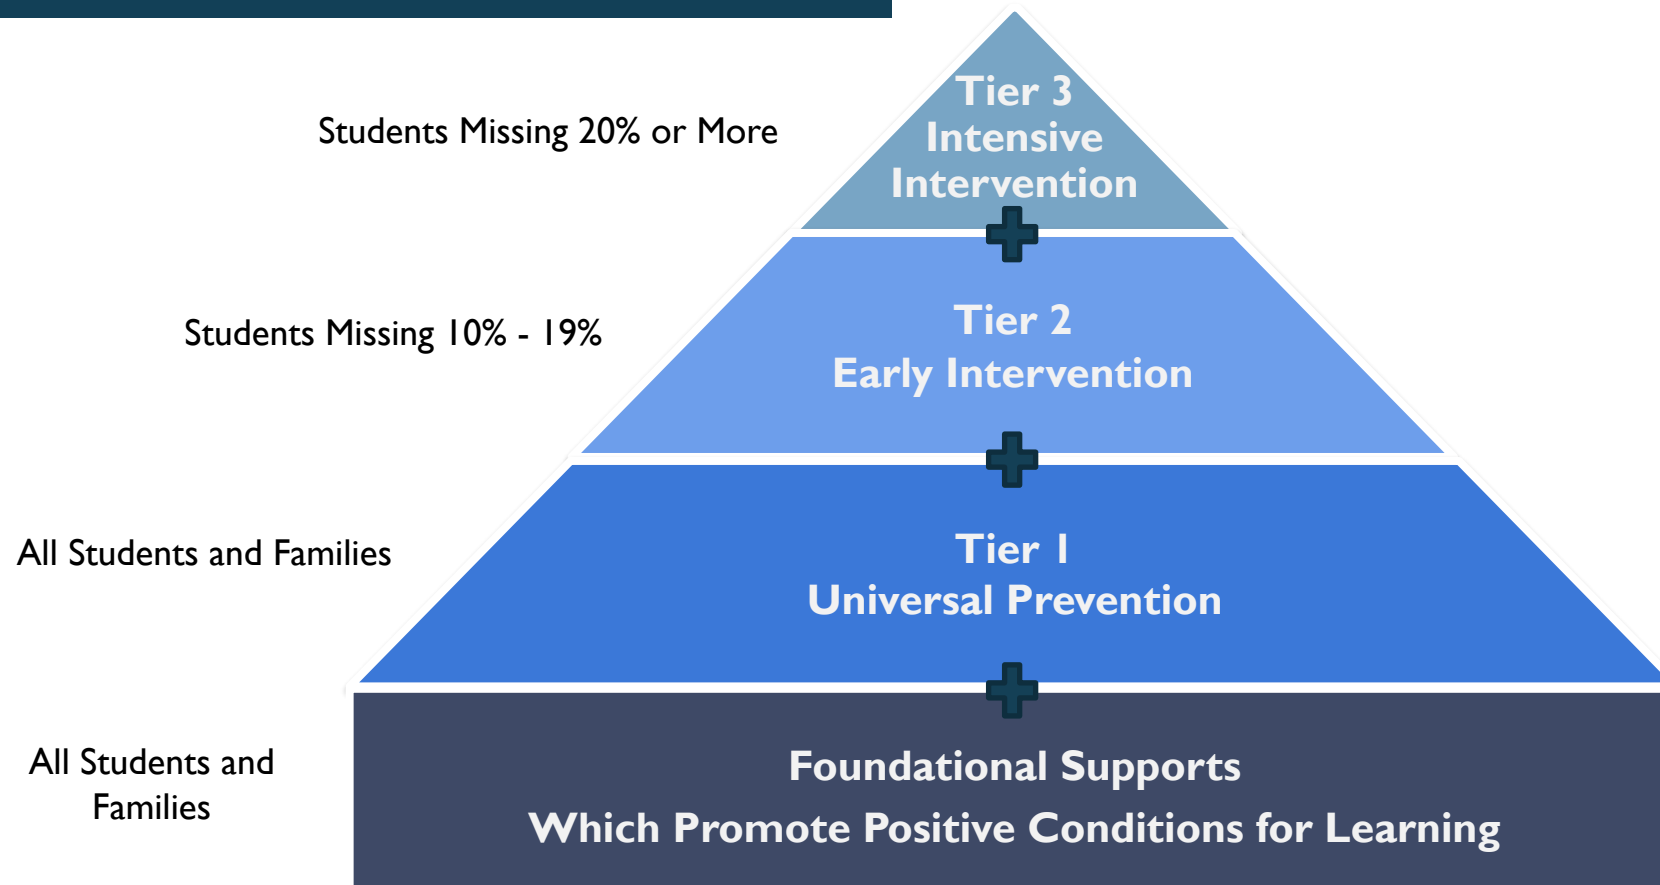 Students Missing 20% or More
Tier 3
Intensive
Intervention
Students Missing 10% - 19%
Tier 2
Early Intervention
All Students and Families
Tier 1
Universal Prevention
All Students and
Families
Foundational Supports
Which Promote Positive Conditions for Learning